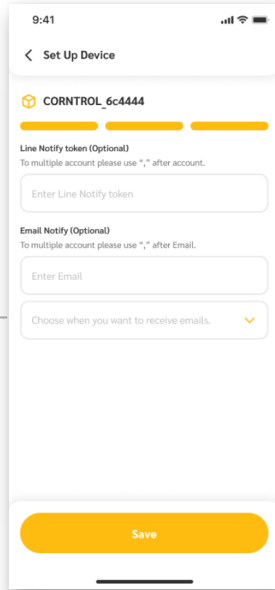 9:41
Set Up Device
CORNTROL_6c4444
Line Notify token (Optional)
To multiple account please use “,” after account.
Enter Line Notify token
Email Notify (Optional)
To multiple account please use “,” after Email.
Enter Email
Choose when you want to receive emails.
Save